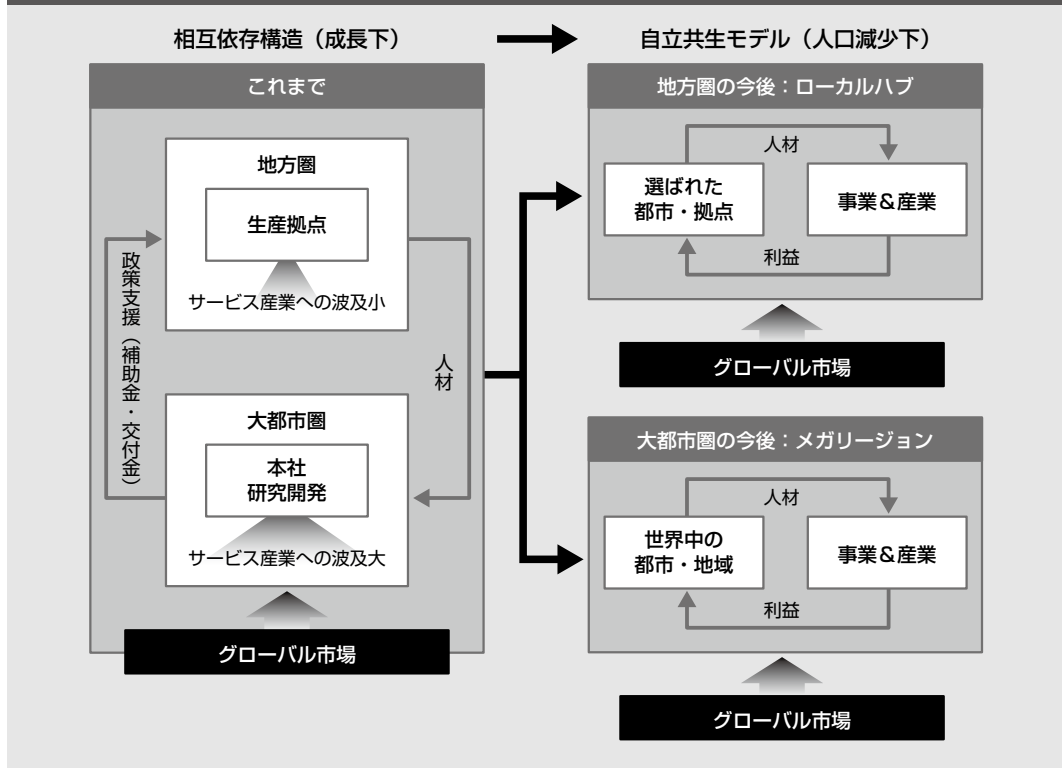 相互依存構造（成長下）
自立共生モデル（人口減少下）
これまで
地方圏
生産拠点
サービス産業への波及小
政策支援（補助金・交付金）
人材
大都市圏
本社
研究開発
サービス産業への波及大
グローバル市場
地方圏の今後：ローカルハブ
人材
選ばれた
都市・拠点
事業＆産業
利益
グローバル市場
大都市圏の今後：メガリージョン
人材
世界中の
都市・地域
事業＆産業
利益
グローバル市場